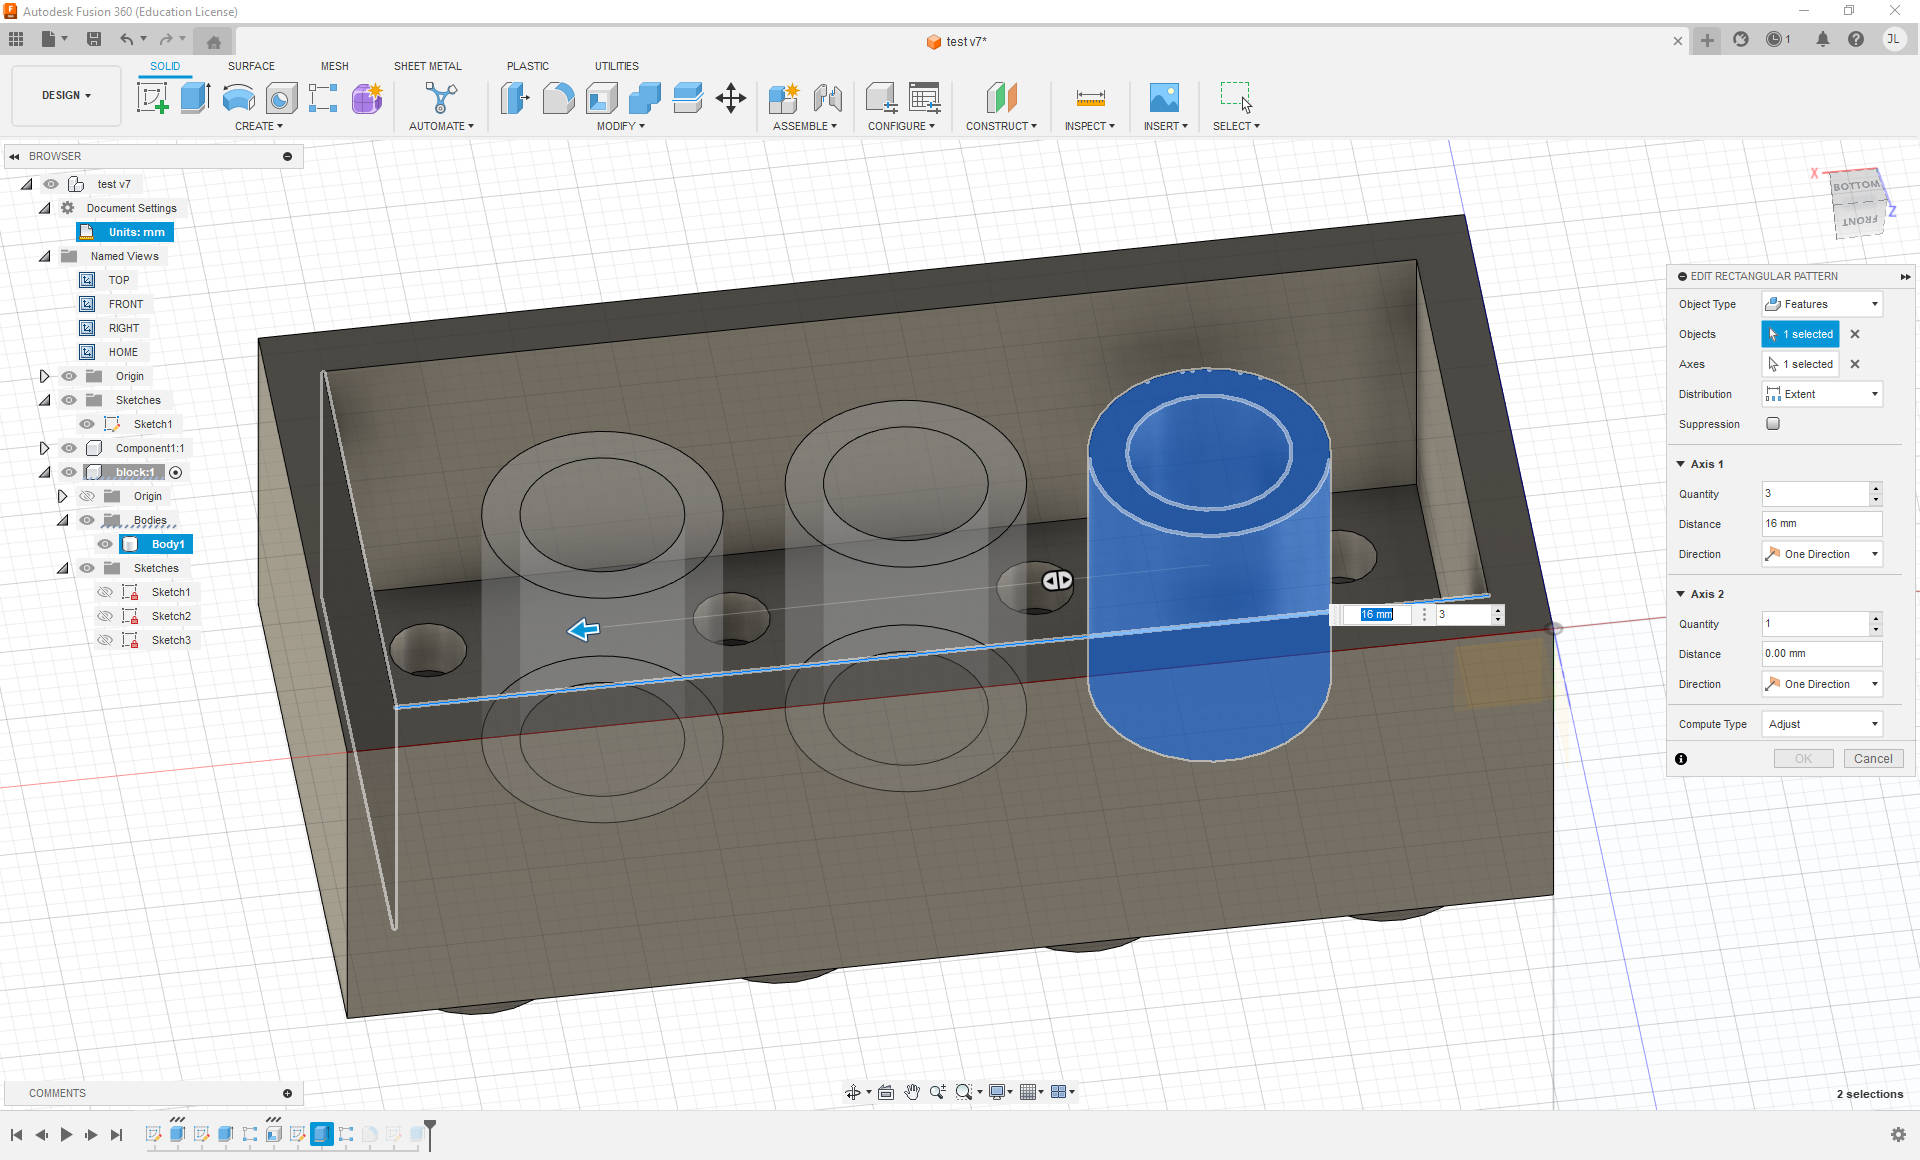 Autodesk Fusion 360 (Education License)
test v7*
1
JL
DESIGN
SOLID
SURFACE
MESH
SHEET METAL
PLASTIC
UTILITIES
CREATE
AUTOMATE
MODIFY
ASSEMBLE
CONFIGURE
CONSTRUCT
INSPECT
INSERT
SELECT
BROWSER
test v7
Document Settings
Units: mm
Named Views
TOP
FRONT
RIGHT
HOME
Origin
Sketches
Sketch1
Component1:1
block:1
Origin
Bodies
Body1
Sketches
Sketch1
Sketch2
Sketch3
X
BOTTOM
FRONT
Z
16 mm
3
EDIT RECTANGULAR PATTERN
Object Type Features
Objects 1 selected
Axes 1 selected
Distribution Extent
Suppression
Axis 1
Quantity 3
Distance 16 mm
Direction One Direction
Axis 2
Quantity 1
Distance 0.00 mm
Direction One Direction
Compute Type Adjust
OK Cancel
COMMENTS
2 selections